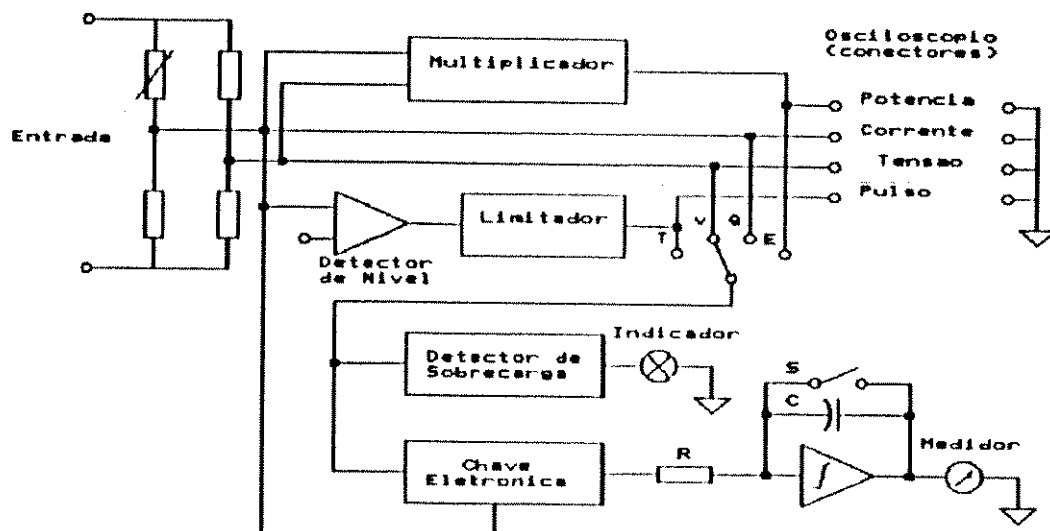 Osciloscopio
(conectores)
Multiplicador
Potencia
Entrada
Corrente
Tensao
Pulso
Limitador
T
V
Q
E
Detector
de Nivel
Indicador
Detector de
Sobrecarga
S
C
R
Medidor
Chave
Eletronica
∫